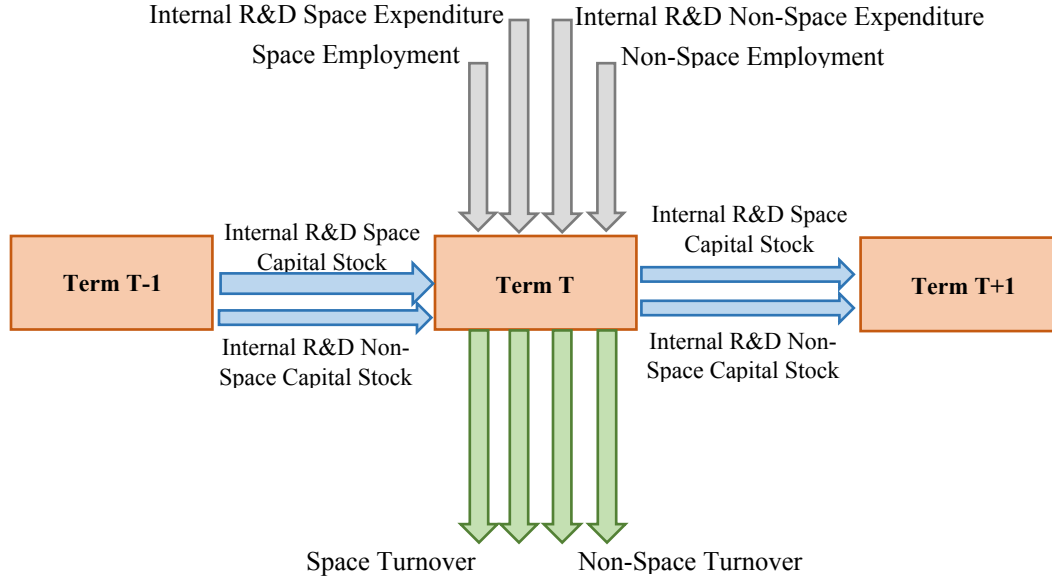 Internal R&D Space Expenditure
Internal R&D Non-Space Expenditure
Space Employment
Non-Space Employment
Internal R&D Space
Capital Stock
Internal R&D Space
Capital Stock
Term T-1
Term T
Term T+1
Internal R&D Non-
Space Capital Stock
Internal R&D Non-
Space Capital Stock
Space Turnover
Non-Space Turnover